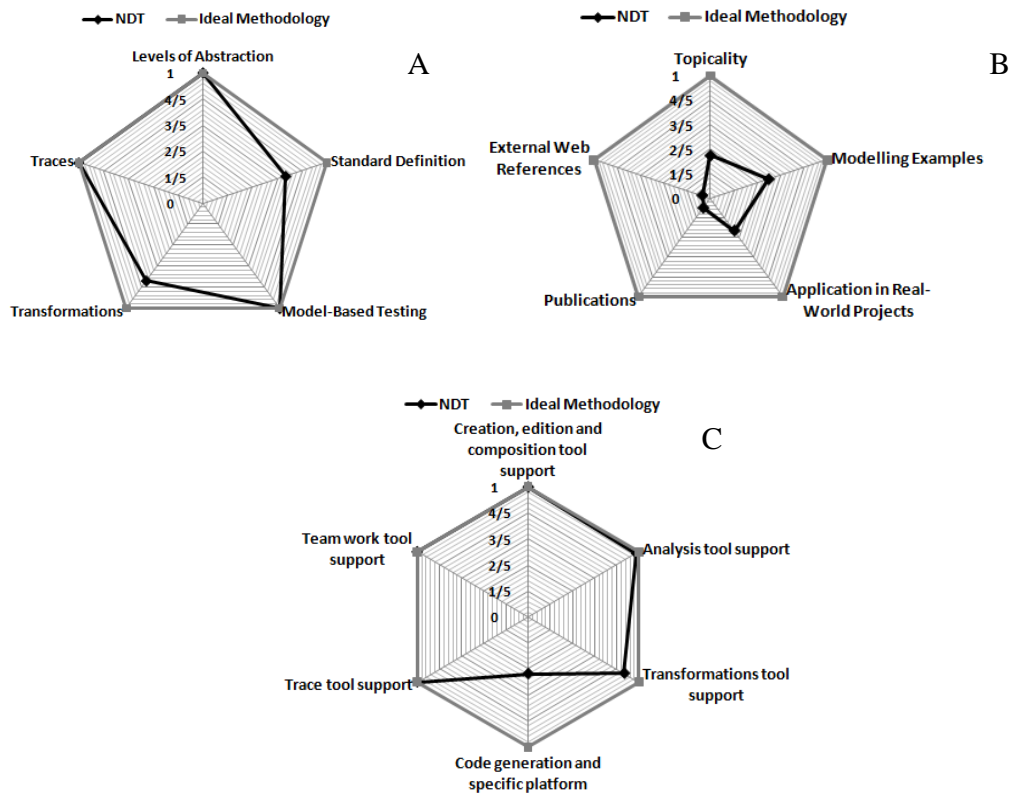 NDT
Ideal Methodology
A
Levels of Abstraction
1
4/5
3/5
2/5
1/5
0
Traces
Standard Definition
Transformations
Model-Based Testing
NDT
Ideal Methodology
B
Topicality
1
4/5
3/5
2/5
1/5
0
External Web
References
Modelling Examples
Publications
Application in Real-
World Projects
NDT
Ideal Methodology
C
Creation, edition and
composition tool
support
1
4/5
3/5
2/5
1/5
0
Team work tool
support
Analysis tool support
Trace tool support
Transformations tool
support
Code generation and
specific platform